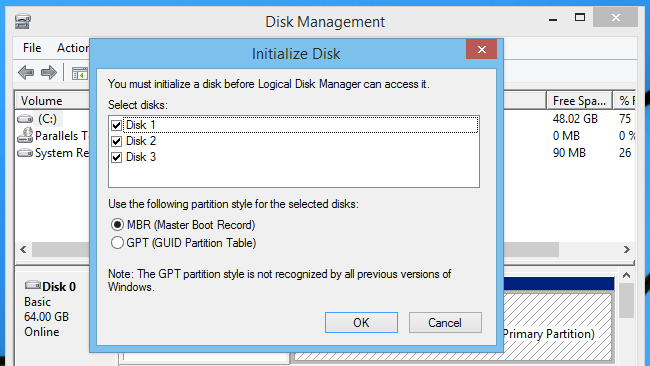 Disk Management
File
Initialize Disk
You must initialize a disk before Logical Disk Manager can access it.
Select disks:
Disk 1
Disk 2
Disk 3
Use the following partition style for the selected disks:
MBR (Master Boot Record)
GPT (GUID Partition Table)
Note: The GPT partition style is not recognized by all previous versions of
Windows.
OK Cancel
Volume Free Spa...
(C:) 48.02 GB 75
Parallels 0 MB 0 %
System 90 MB 26
Disk 0
Basic
64.00 GB
Online
Primary Partition)